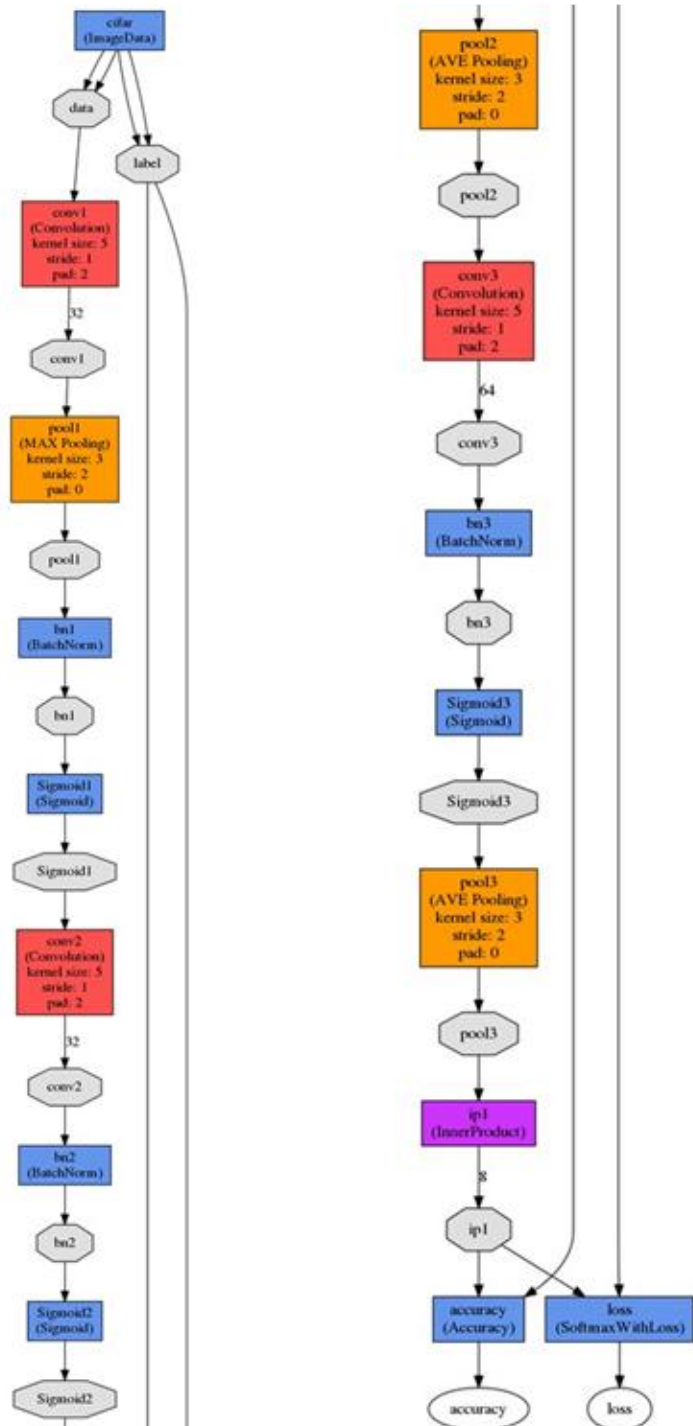 cifar
(ImageData)
data
label
conv1
(Convolution)
kernel size: 5
stride: 1
pad: 2
32
conv1
pool1
(MAX Pooling)
kernel size: 3
stride: 2
pad: 0
pool1
bn1
(BatchNorm)
bn1
Sigmoid1
(Sigmoid)
Sigmoid1
conv2
(Convolution)
kernel size: 5
stride: 1
pad: 2
32
conv2
bn2
(BatchNorm)
bn2
Sigmoid2
(Sigmoid)
Sigmoid2
pool2
(AVE Pooling)
kernel size: 3
stride: 2
pad: 0
pool2
conv3
(Convolution)
kernel size: 5
stride: 1
pad: 2
64
conv3
bn3
(BatchNorm)
bn3
Sigmoid3
(Sigmoid)
Sigmoid3
pool3
(AVE Pooling)
kernel size: 3
stride: 2
pad: 0
pool3
ip1
(InnerProduct)
8
ip1
accuracy
(Accuracy)
loss
(SoftmaxWithLoss)
accuracy
loss